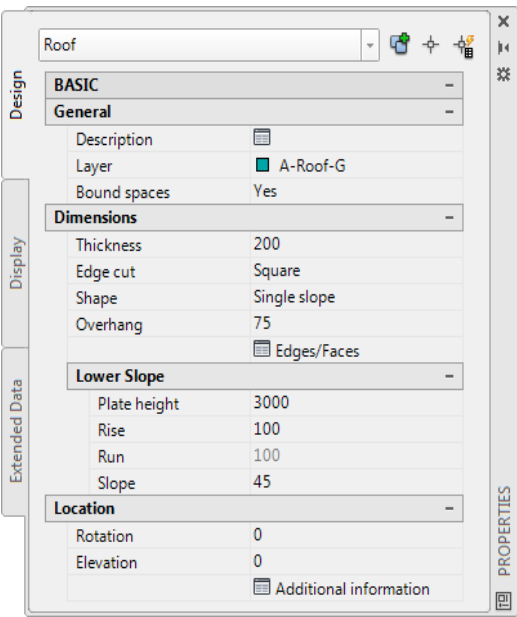 Roof
Design
BASIC
General
Description
Layer A-Roof-G
Bound spaces Yes
Dimensions
Display
Thickness 200
Edge cut Square
Shape Single slope
Overhang 75
Edges/Faces
Extended Data
Lower Slope
Plate height 3000
Rise 100
Run 100
Slope 45
Location
Rotation 0
Elevation 0
Additional information
PROPERTIES